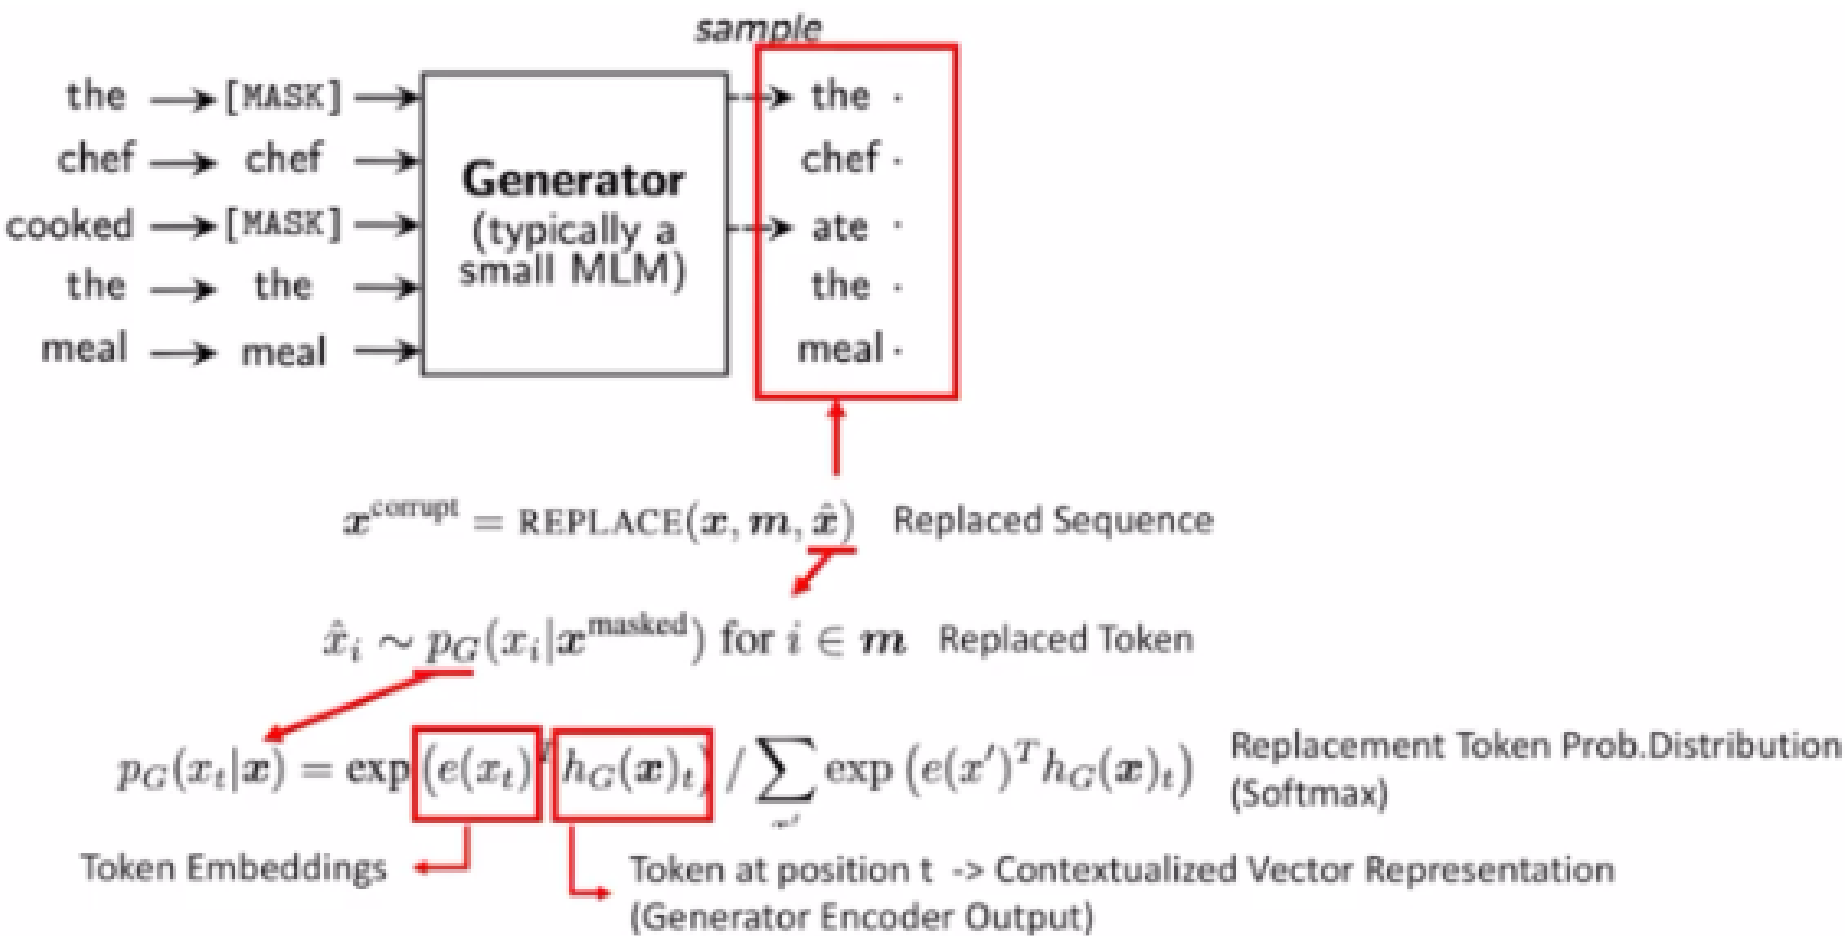 sample
the [MASK] the
chef chef chef
cooked [MASK] ate
the the the
meal meal meal
Generator
(typically a
small MLM)
x^corrupt = REPLACE(x, m, x̂) Replaced Sequence
x̂_i ∼ p_G(x_i|x^masked) for i ∈ m Replaced Token
p_G(x_t|x) = exp (e(x_t)^T h_G(x)_t) / ∑_x′ exp (e(x′)^T h_G(x)_t) Replacement Token Prob.Distribution
(Softmax)
Token Embeddings
Token at position t -> Contextualized Vector Representation
(Generator Encoder Output)